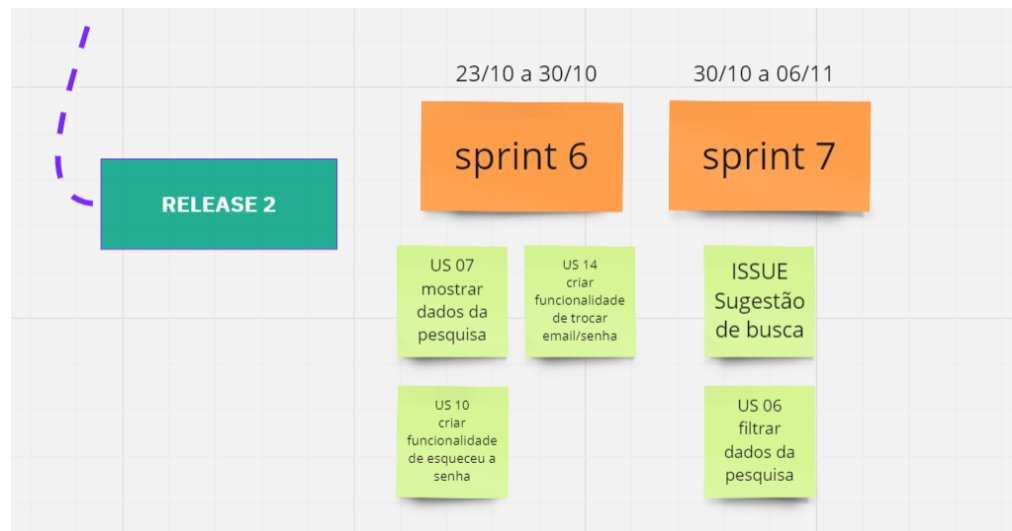 23/10 a 30/10
30/10 a 06/11
sprint 6
sprint 7
RELEASE 2
US 07
mostrar
dados da
pesquisa
US 14
criar
funcionalidade
de trocar
email/senha
ISSUE
Sugestão
de busca
US 10
criar
funcionalidade
de esqueceu a
senha
US 06
filtrar
dados da
pesquisa